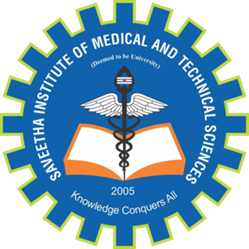 SAVEETHA INSTITUTE OF MEDICAL AND TECHNICAL SCIENCES
(Deemed to be University)
2005
Knowledge Conquers All